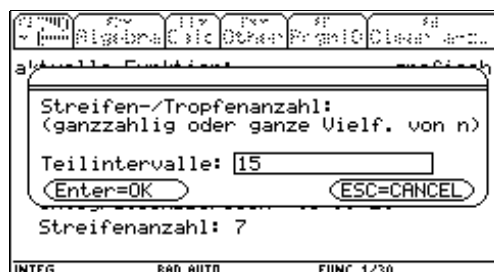 Algebra Calc Other PrgmIO Clean
aktuelle Funktion: grafisch
Streifen-/Tropfenanzahl:
(ganzzahlig oder ganze Vielf. von n)
Teilintervalle: 15
Enter=OK ESC=CANCEL
Streifenanzahl: 7
INTEG RAD AUTO FUNC 1/30